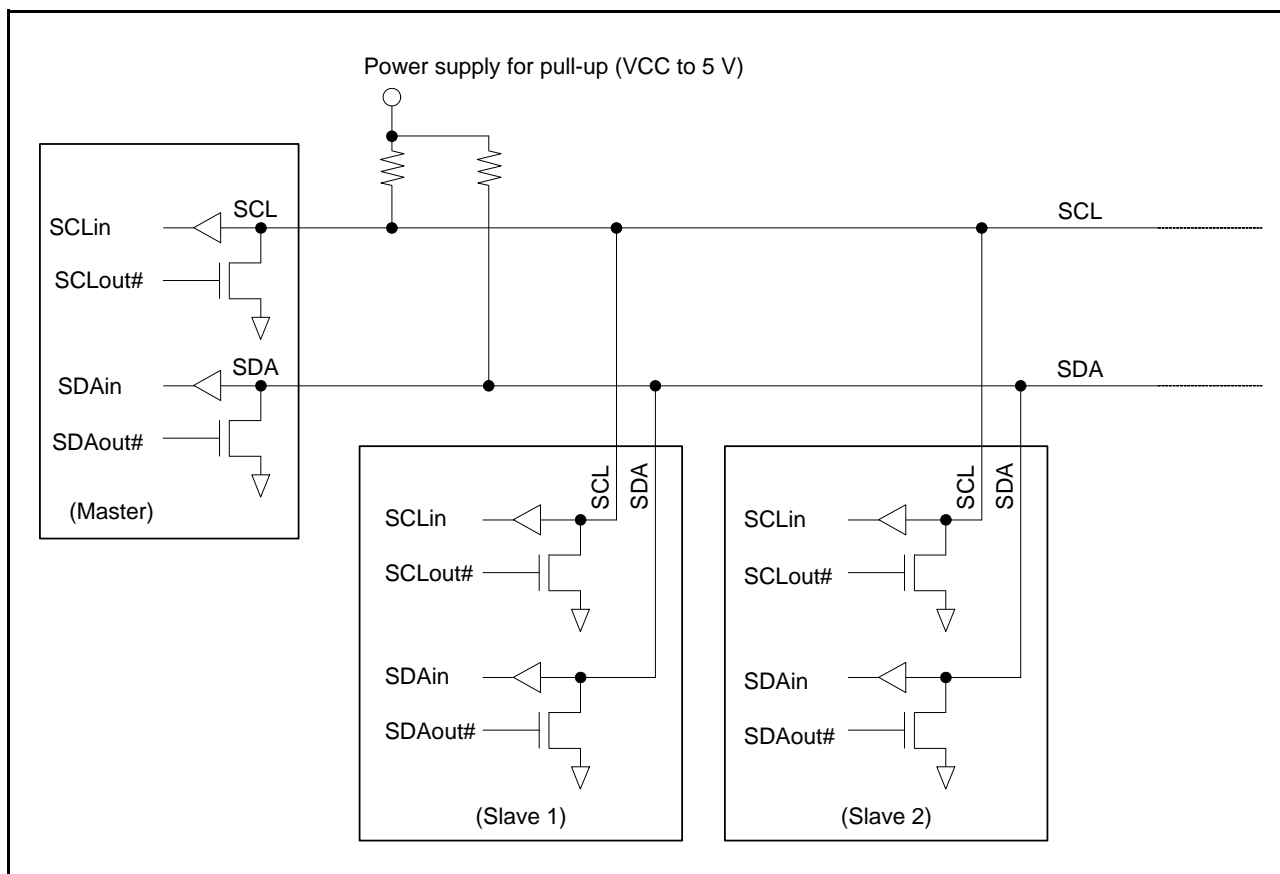 Power supply for pull-up (VCC to 5 V)
SCL
SCLin
SCLout#
SDA
SDAin
SDAout#
(Master)
SCL
SDA
SCL
SDA
SCLin
SCLout#
SDAin
SDAout#
(Slave 1)
SCL
SDA
SCLin
SCLout#
SDAin
SDAout#
(Slave 2)